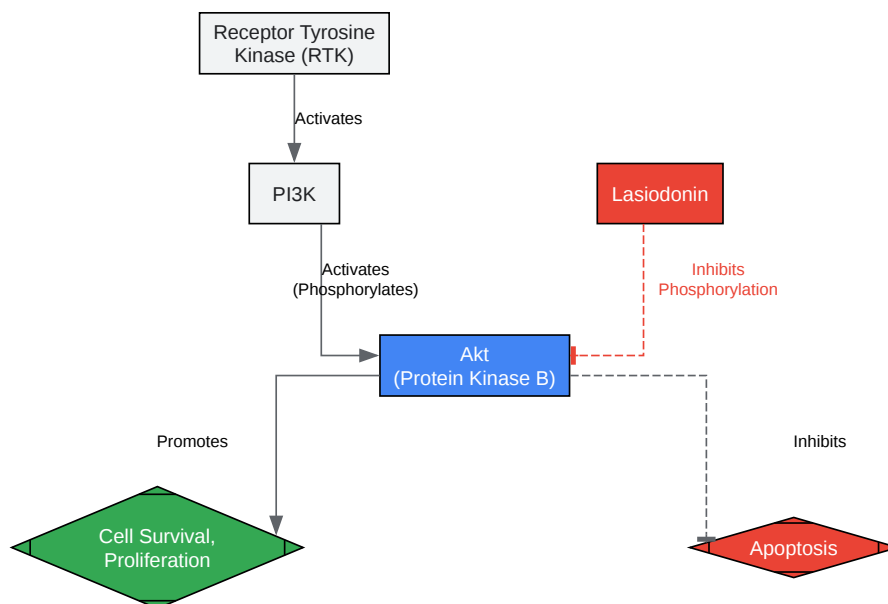 Receptor Tyrosine
Kinase (RTK)
Activates
PI3K
Lasiodonin
Activates
(Phosphorylates)
Inhibits
Phosphorylation
Akt
(Protein Kinase B)
Promotes
Inhibits
Cell Survival,
Proliferation
Apoptosis